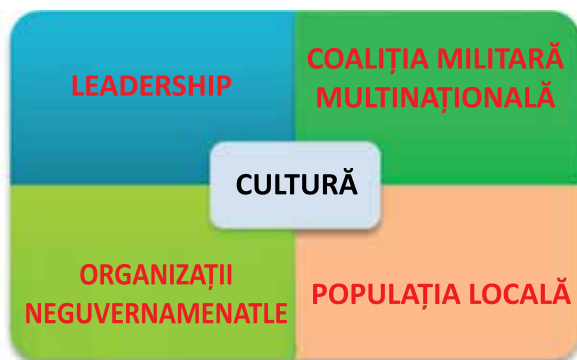 LEADERSHIP
COALIȚIA MILITARĂ
MULTINAȚIONALĂ
CULTURĂ
ORGANIZAȚII
NEGUVERNAMENATLE
POPULAȚIA LOCALĂ